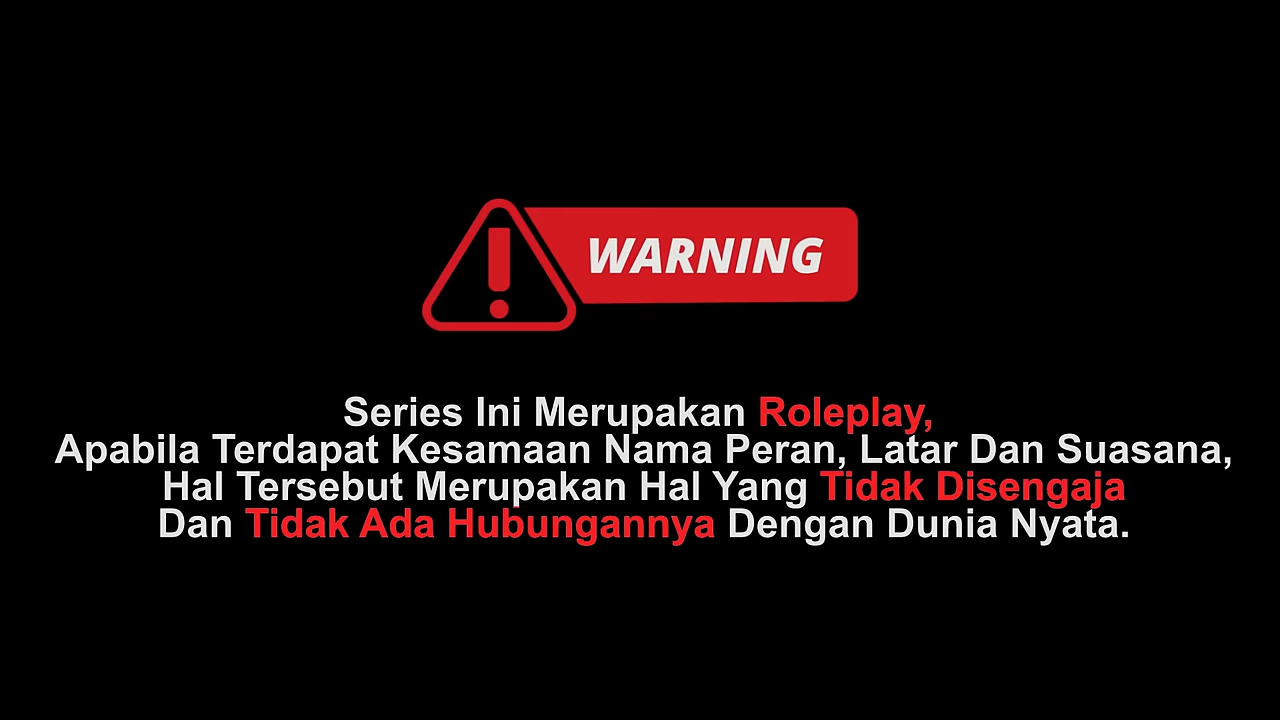 WARNING
Series Ini Merupakan Roleplay,
Apabila Terdapat Kesamaan Nama Peran, Latar Dan Suasana,
Hal Tersebut Merupakan Hal Yang Tidak Disengaja
Dan Tidak Ada Hubungannya Dengan Dunia Nyata.